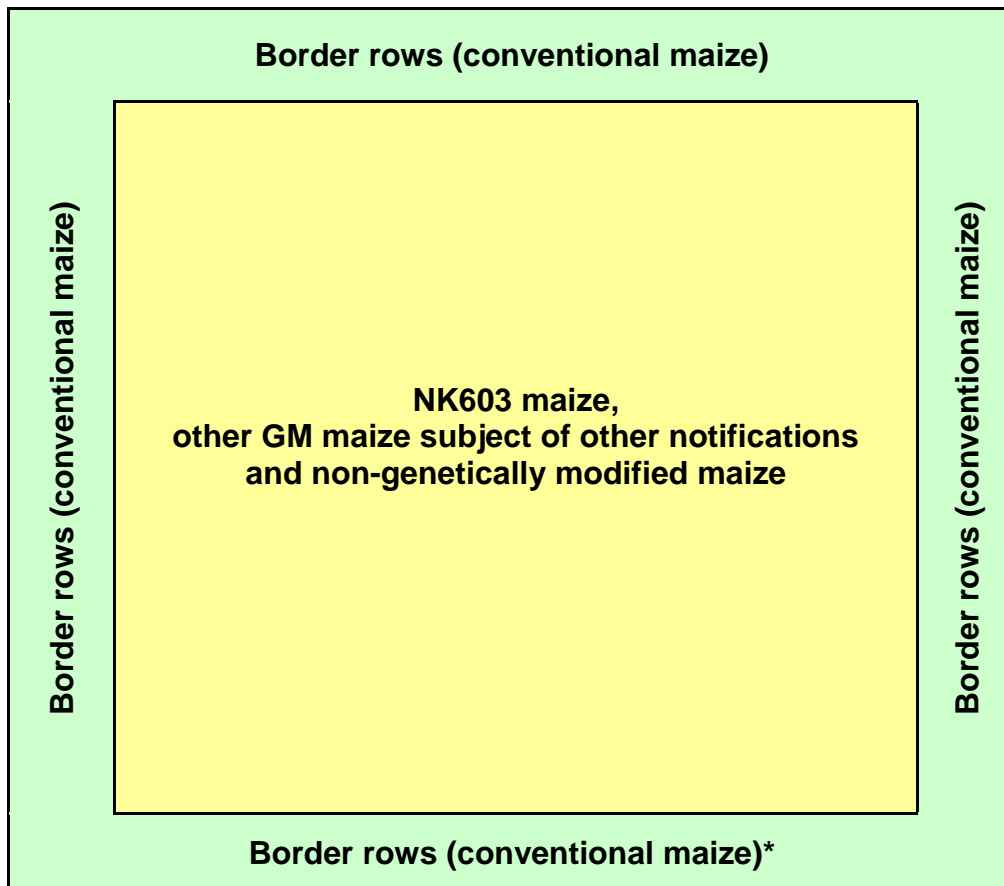 Border rows (conventional maize)
Border rows (conventional maize)
NK603 maize,
other GM maize subject of other notifications
and non-genetically modified maize
Border rows (conventional maize)
Border rows (conventional maize)*